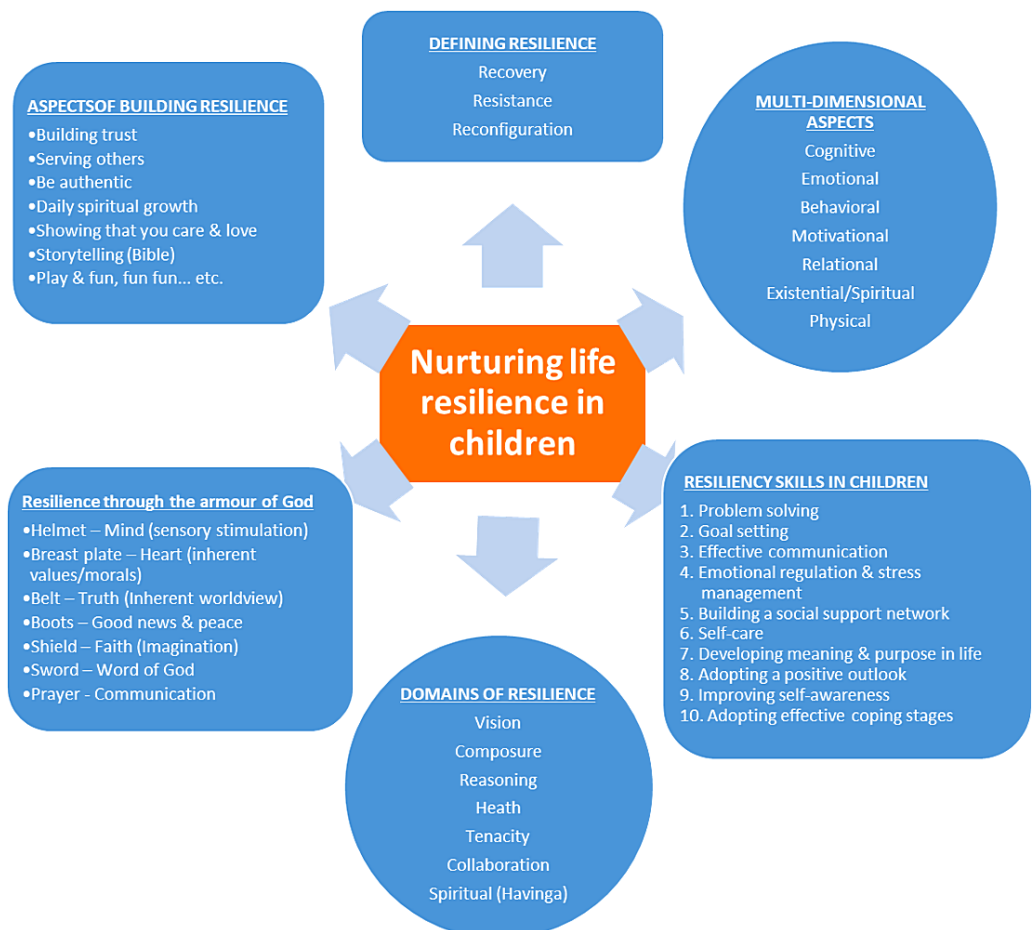 DEFINING RESILIENCE
Recovery
Resistance
Reconfiguration
ASPECTSOF BUILDING RESILIENCE
•Building trust
•Serving others
•Be authentic
•Daily spiritual growth
•Showing that you care & love
•Storytelling (Bible)
•Play & fun, fun fun... etc.
MULTI-DIMENSIONAL
ASPECTS
Cognitive
Emotional
Behavioral
Motivational
Relational
Existential/Spiritual
Physical
Nurturing life
resilience in
children
Resilience through the armour of God
•Helmet – Mind (sensory stimulation)
•Breast plate – Heart (inherent
values/morals)
•Belt – Truth (Inherent worldview)
•Boots – Good news & peace
•Shield – Faith (Imagination)
•Sword – Word of God
•Prayer - Communication
RESILIENCY SKILLS IN CHILDREN
1. Problem solving
2. Goal setting
3. Effective communication
4. Emotional regulation & stress
management
5. Building a social support network
6. Self-care
7. Developing meaning & purpose in life
8. Adopting a positive outlook
9. Improving self-awareness
10. Adopting effective coping stages
DOMAINS OF RESILIENCE
Vision
Composure
Reasoning
Heath
Tenacity
Collaboration
Spiritual (Havinga)